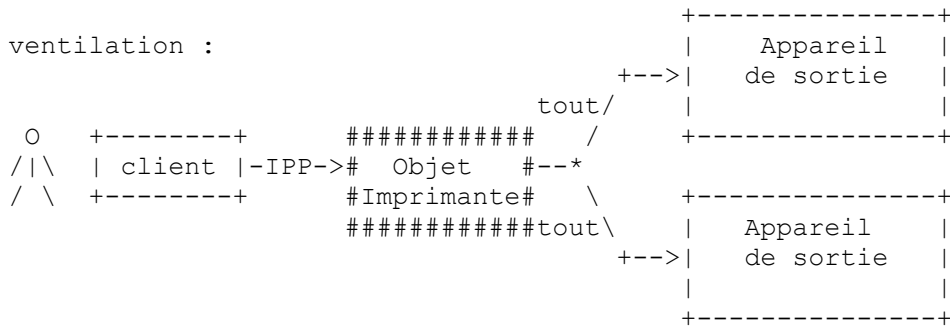 +---------------+
ventilation :                                       |    Appareil   |
                                               +-->|   de sortie   |
                                         tout/      |               |
 O    +--------+      ############   /      +---------------+
/|\   | client |-IPP-># Objet    #--*
/ \   +--------+      #Imprimante#   \      +---------------+
                      ############tout\     |   Appareil    |
                                       +-->|   de sortie   |
                                            |               |
                                            +---------------+